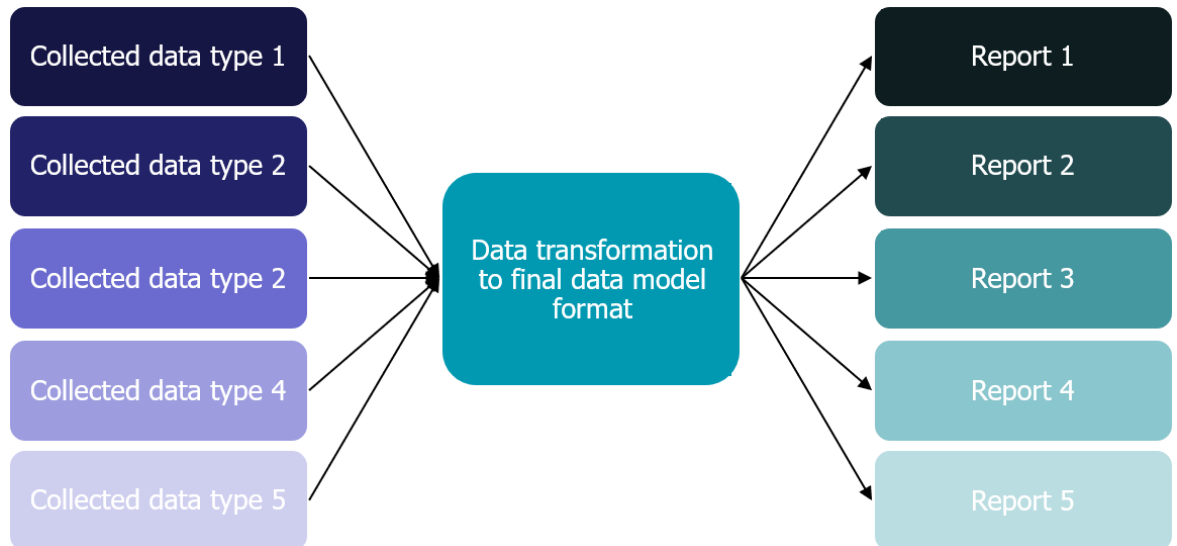 Collected data type 1
Collected data type 2
Collected data type 2
Collected data type 4
Collected data type 5
Data transformation
to final data model
format
Report 1
Report 2
Report 3
Report 4
Report 5